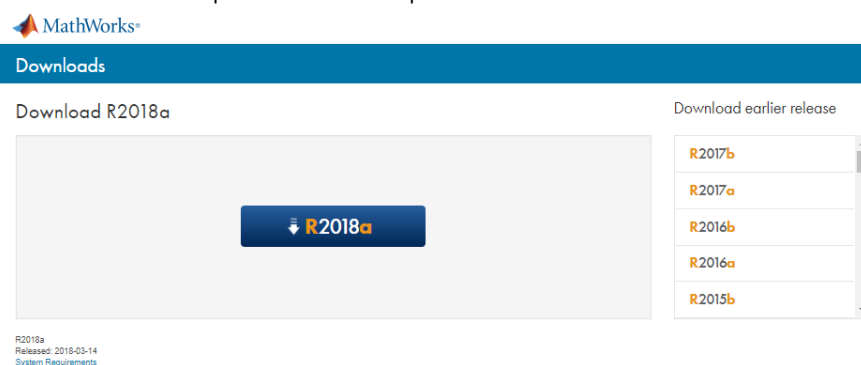 MathWorks®
Downloads
Download R2018a
R2018a
R2018a
Released: 2018-03-14
System Requirements
Download earlier release
R2017b
R2017a
R2016b
R2016a
R2015b